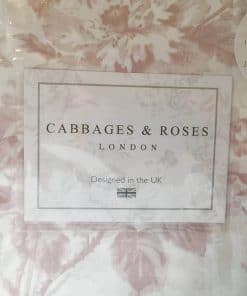 CABBAGES & ROSES
LONDON
Designed in the UK